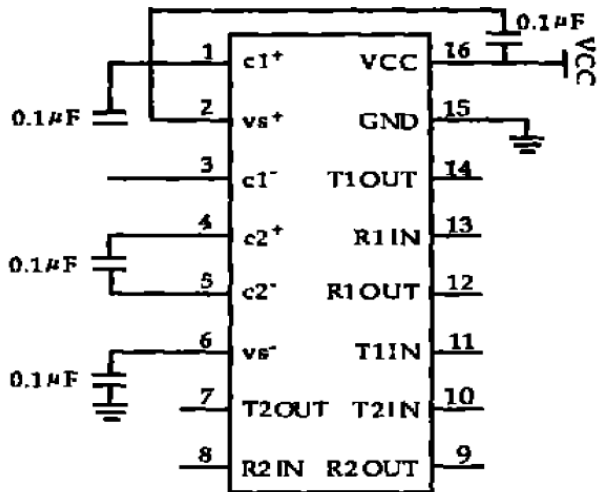 0.1μF
1 c1⁺ VCC 16 VCC
0.1μF 2 vs⁺ GND 15
3 c1⁻ T1OUT 14
4 c2⁺ R1IN 13
0.1μF
5 c2⁻ R1OUT 12
6 vs⁻ T1IN 11
0.1μF
7 T2OUT T2IN 10
8 R2IN R2OUT 9